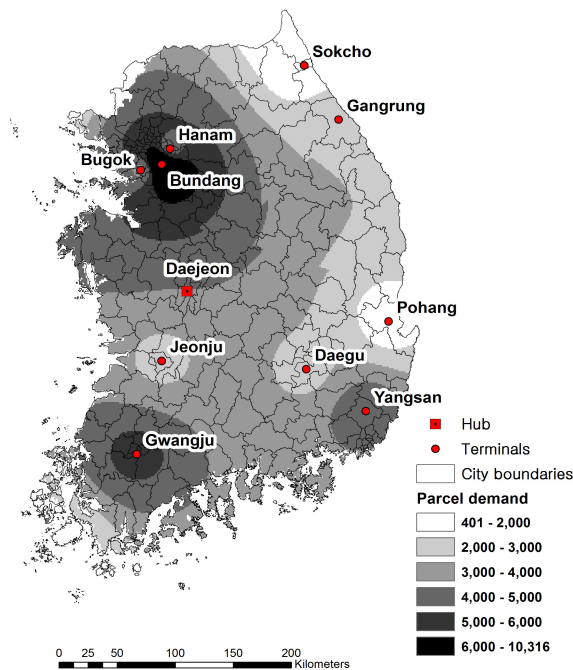 Sokcho
Gangrung
Hanam
Bugok
Bundang
Daejeon
Pohang
Jeonju
Daegu
Yangsan
Gwangju
Hub
Terminals
City boundaries
Parcel demand
401 - 2,000
2,000 - 3,000
3,000 - 4,000
4,000 - 5,000
5,000 - 6,000
6,000 - 10,316
0 25 50 100 150 200
Kilometers